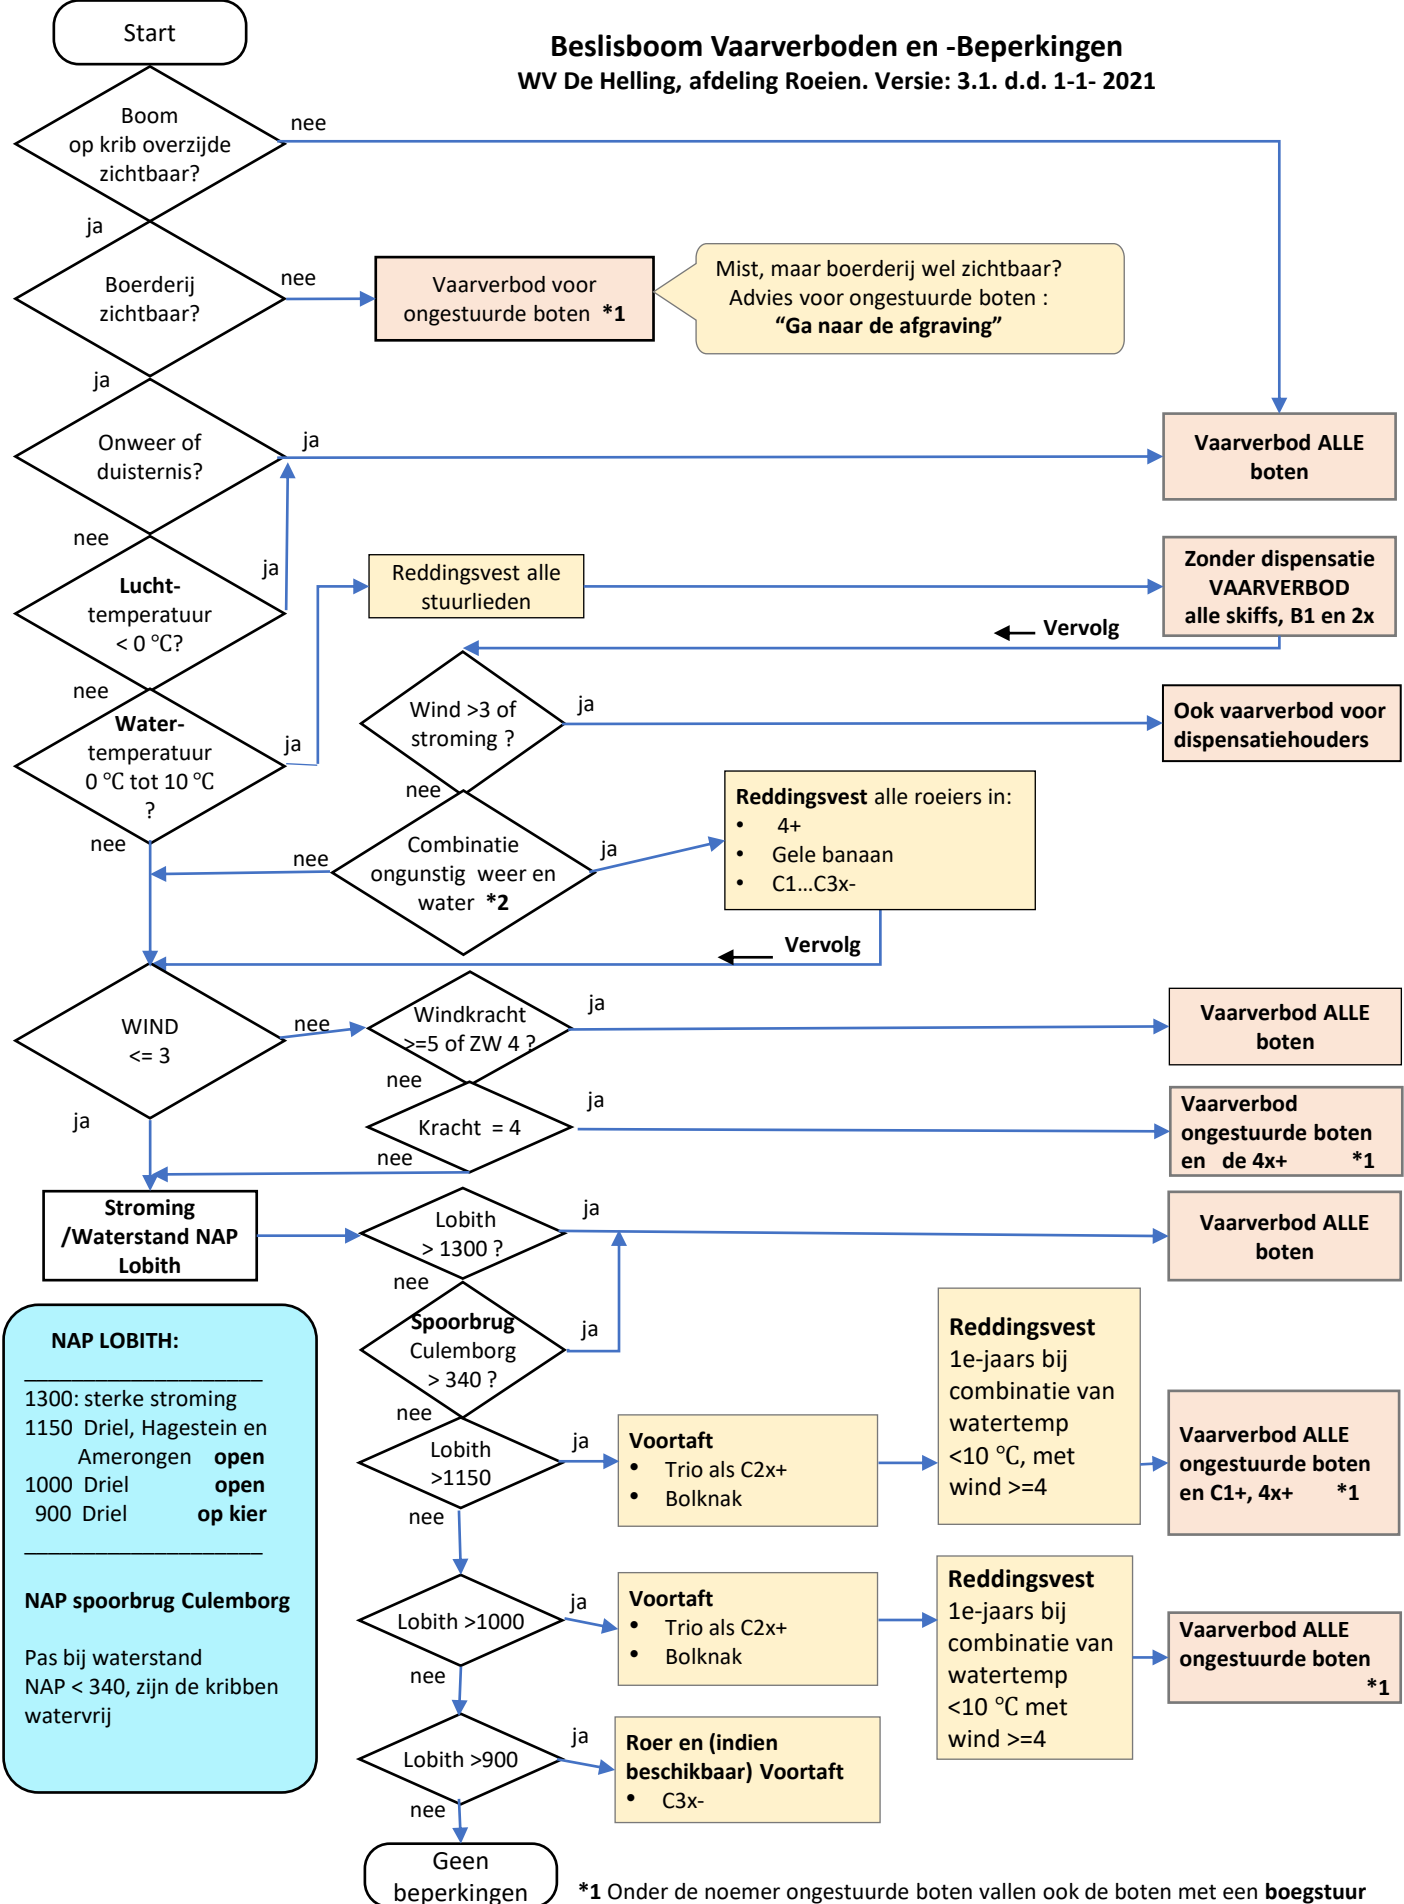 Start
Beslisboom Vaarverboden en -Beperkingen
WV De Helling, afdeling Roeien. Versie: 3.1. d.d. 1-1- 2021
Boom
op krib overzijde
zichtbaar?
nee
ja
Boerderij
zichtbaar?
nee
Vaarverbod voor
ongestuurde boten *1
Mist, maar boerderij wel zichtbaar?
Advies voor ongestuurde boten :
“Ga naar de afgraving”
ja
Onweer of
duisternis?
ja
Vaarverbod ALLE
boten
nee
Lucht-
temperatuur
< 0 °C?
ja
Reddingsvest alle
stuurlieden
Zonder dispensatie
VAARVERBOD
alle skiffs, B1 en 2x
Vervolg
nee
Water-
temperatuur
0 °C tot 10 °C
?
ja
Wind >3 of
stroming ?
ja
Ook vaarverbod voor
dispensatiehouders
nee
nee
Combinatie
ongunstig weer en
water *2
nee
ja
Reddingsvest alle roeiers in:
• 4+
• Gele banaan
• C1...C3x-
Vervolg
WIND
<= 3
nee
Windkracht
>=5 of ZW 4 ?
ja
Vaarverbod ALLE
boten
nee
ja
Kracht = 4
ja
Vaarverbod
ongestuurde boten
en de 4x+ *1
nee
Stroming
/Waterstand NAP
Lobith
Lobith
> 1300 ?
ja
Vaarverbod ALLE
boten
nee
Spoorbrug
Culemborg
> 340 ?
ja
nee
Lobith
>1150
ja
Voortaft
• Trio als C2x+
• Bolknak
Reddingsvest
1e-jaars bij
combinatie van
watertemp
<10 °C, met
wind >=4
Vaarverbod ALLE
ongestuurde boten
en C1+, 4x+ *1
nee
NAP LOBITH:
1300: sterke stroming
1150 Driel, Hagestein en
Amerongen open
1000 Driel open
900 Driel op kier
NAP spoorbrug Culemborg
Pas bij waterstand
NAP < 340, zijn de kribben
watervrij
Lobith >1000
ja
Voortaft
• Trio als C2x+
• Bolknak
Reddingsvest
1e-jaars bij
combinatie van
watertemp
<10 °C met
wind >=4
Vaarverbod ALLE
ongestuurde boten
*1
nee
Lobith >900
ja
Roer en (indien
beschikbaar) Voortaft
• C3x-
nee
Geen
beperkingen
*1 Onder de noemer ongestuurde boten vallen ook de boten met een boegstuur